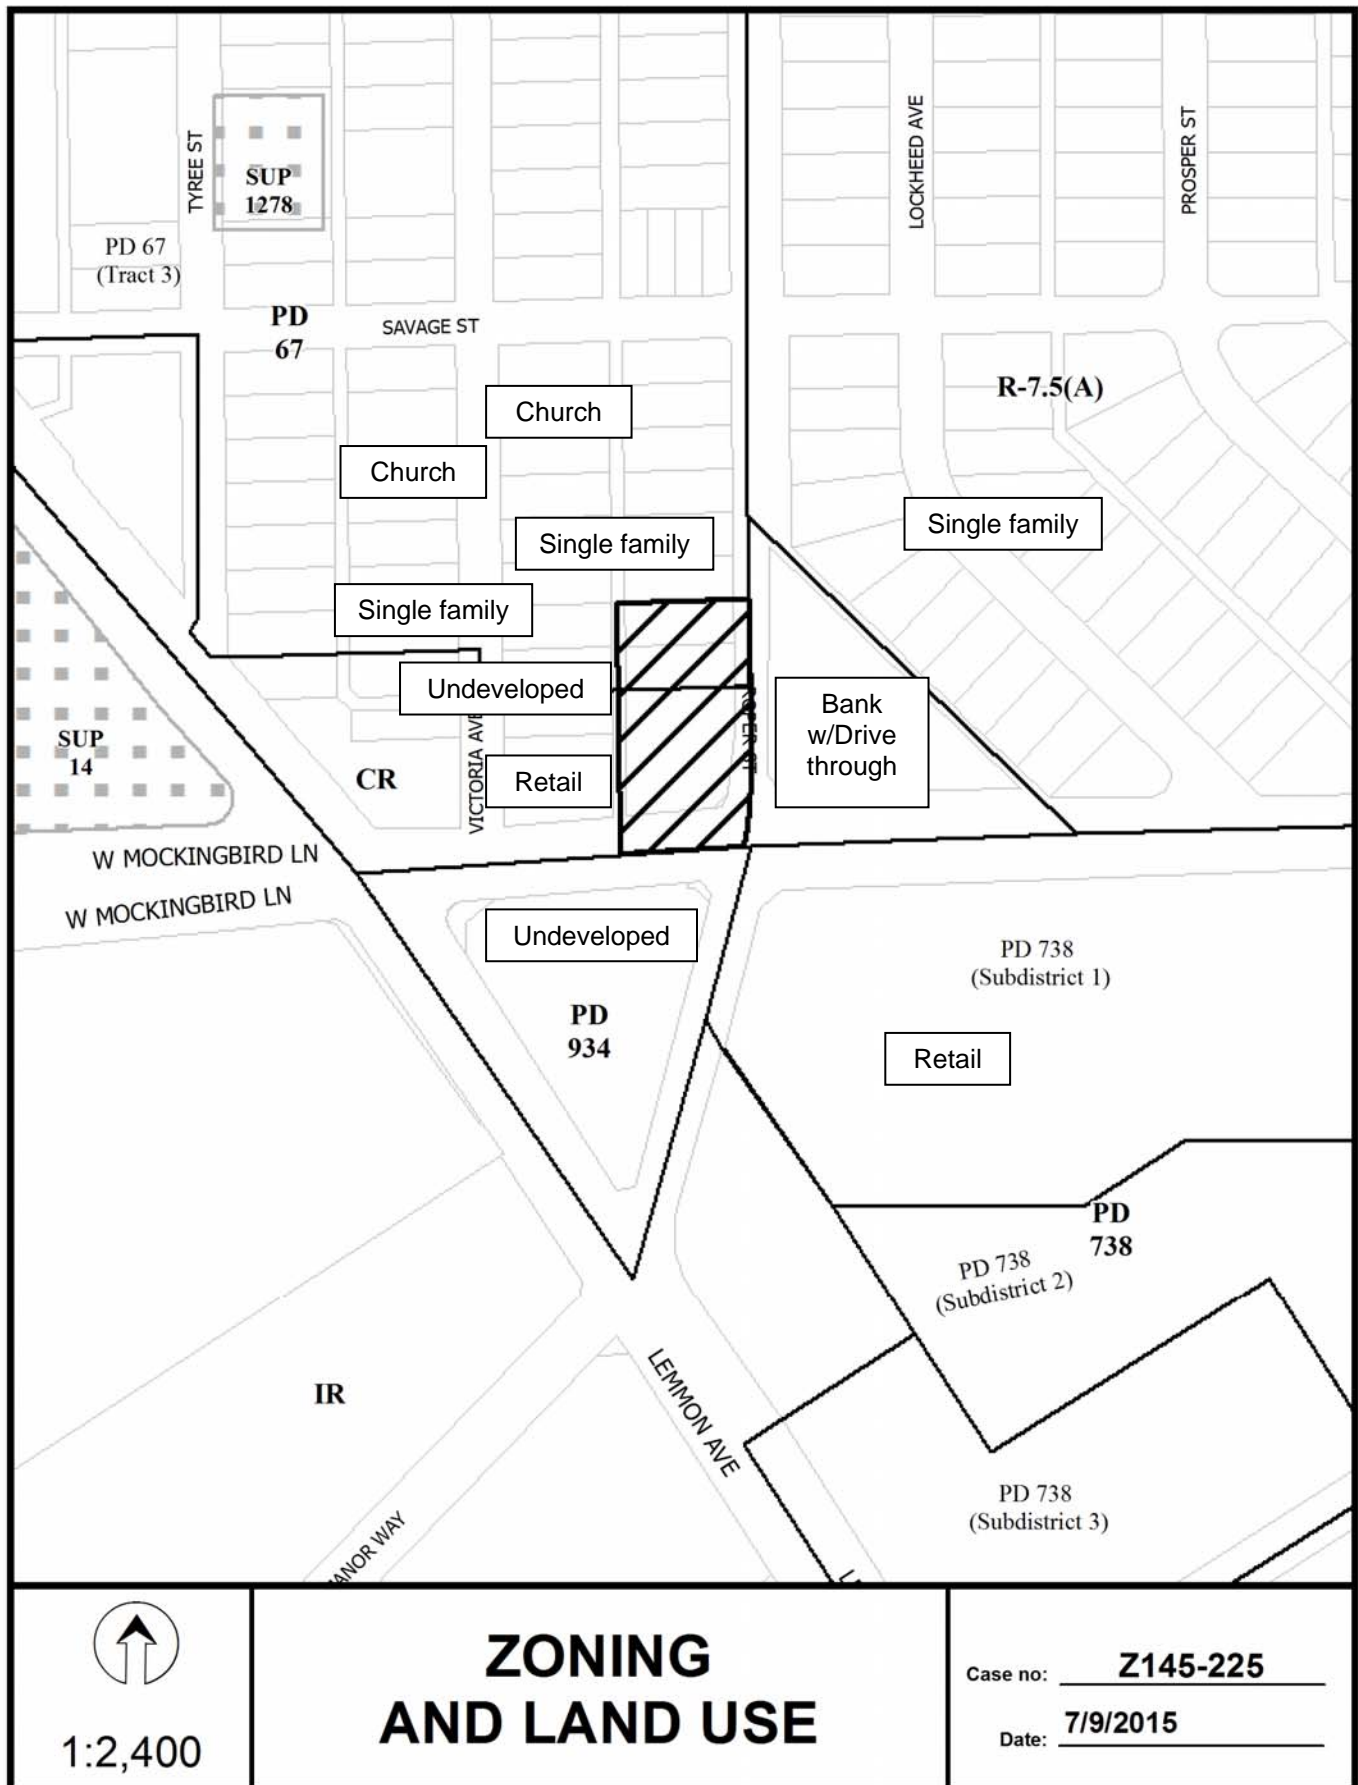 TYREE ST
SUP
1278
LOCKHEED AVE
PROSPER ST
PD 67
(Tract 3)
PD
67
SAVAGE ST
R-7.5(A)
Church
Church
Single family
Single family
Single family
Undeveloped
Bank
w/Drive
through
SUP
14
CR
VICTORIA AVE
Retail
W MOCKINGBIRD LN
W MOCKINGBIRD LN
Undeveloped
PD 738
(Subdistrict 1)
PD
934
Retail
PD
738
PD 738
(Subdistrict 2)
IR
LEMMON AVE
PD 738
(Subdistrict 3)
ANOR WAY
1:2,400
ZONING
AND LAND USE
Case no: Z145-225
Date: 7/9/2015